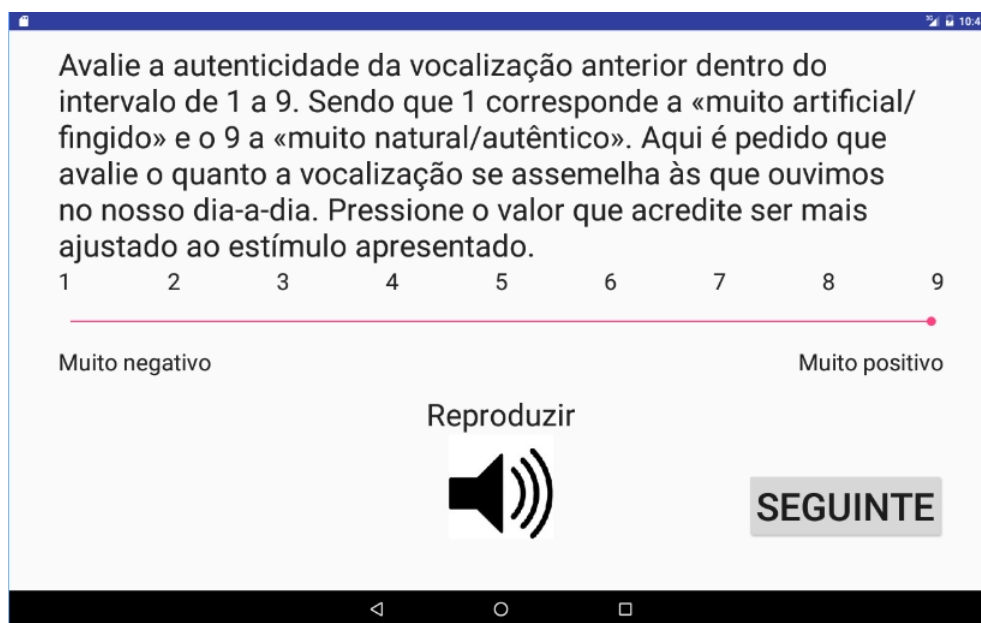 3G 10:4
Avalie a autenticidade da vocalização anterior dentro do
intervalo de 1 a 9. Sendo que 1 corresponde a «muito artificial/
fingido» e o 9 a «muito natural/autêntico». Aqui é pedido que
avalie o quanto a vocalização se assemelha às que ouvimos
no nosso dia-a-dia. Pressione o valor que acredite ser mais
ajustado ao estímulo apresentado.
1 2 3 4 5 6 7 8 9
Muito negativo Muito positivo
Reproduzir
SEGUINTE